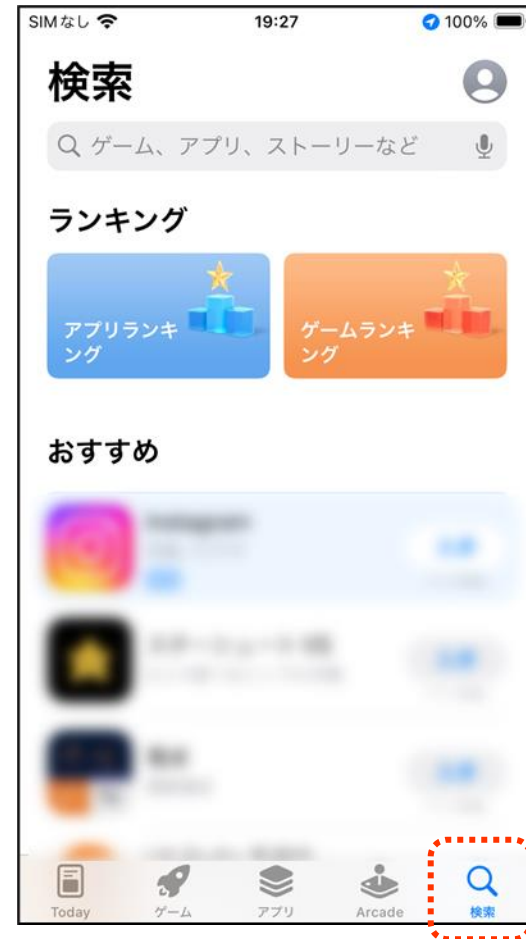 SIMなし 19:27 100%
検索
ゲーム、アプリ、ストーリーなど
ランキング
アプリランキ
ング
ゲームランキ
ング
おすすめ
Instagram
Today ゲーム アプリ Arcade 検索